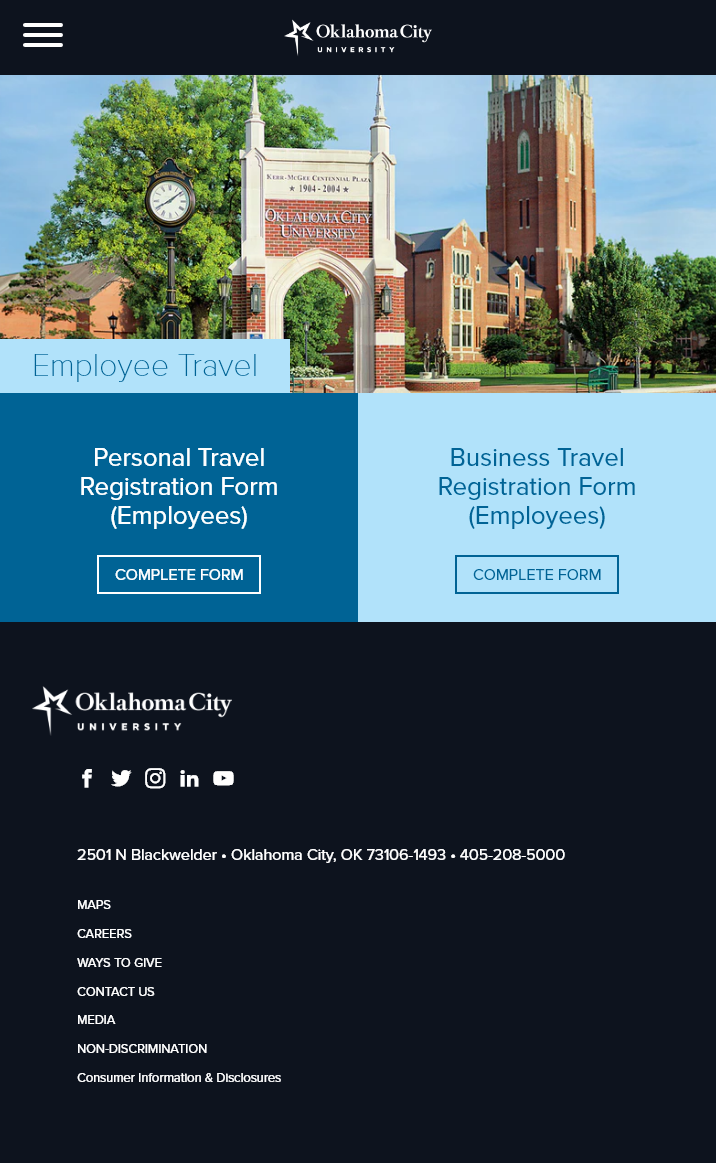 Oklahoma City
UNIVERSITY
KERR-MCGEE CENTENNIAL PLAZA
★ 1904 - 2004 ★
OKLAHOMA CITY
UNIVERSITY
Employee Travel
Personal Travel
Registration Form
(Employees)
COMPLETE FORM
Business Travel
Registration Form
(Employees)
COMPLETE FORM
Oklahoma City
UNIVERSITY
2501 N Blackwelder • Oklahoma City, OK 73106-1493 • 405-208-5000
MAPS
CAREERS
WAYS TO GIVE
CONTACT US
MEDIA
NON-DISCRIMINATION
Consumer Information & Disclosures